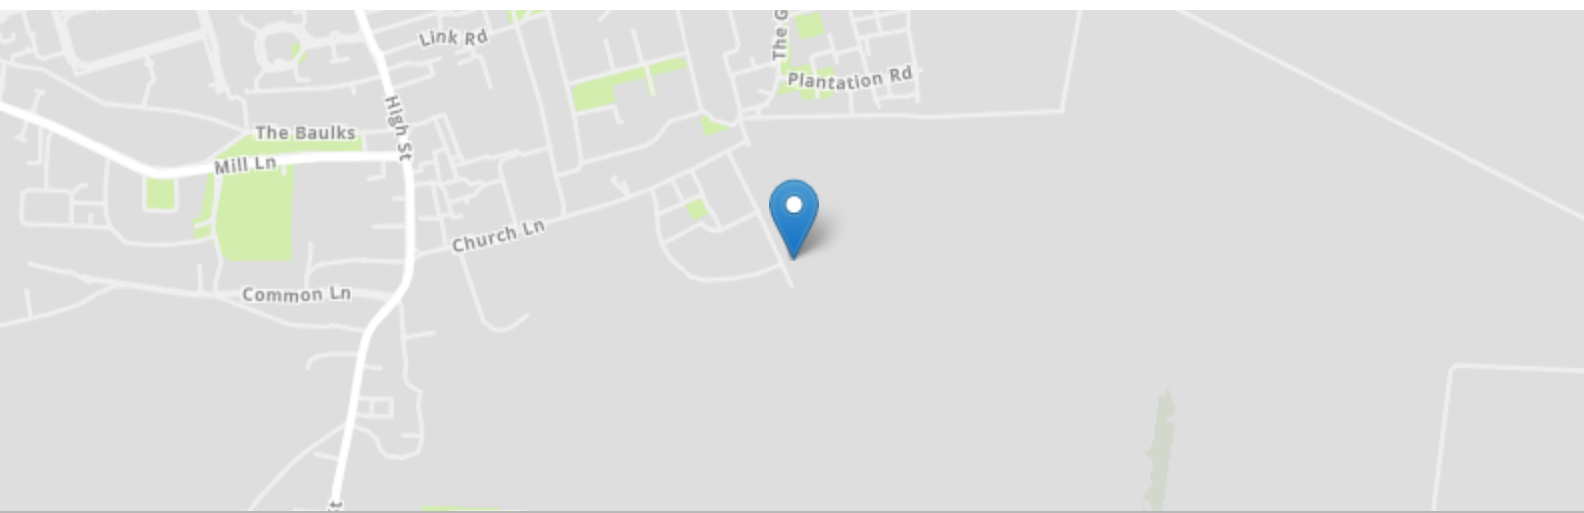 Link Rd
The G
Plantation Rd
High St
The Baulks
Mill Ln
Church Ln
Common Ln